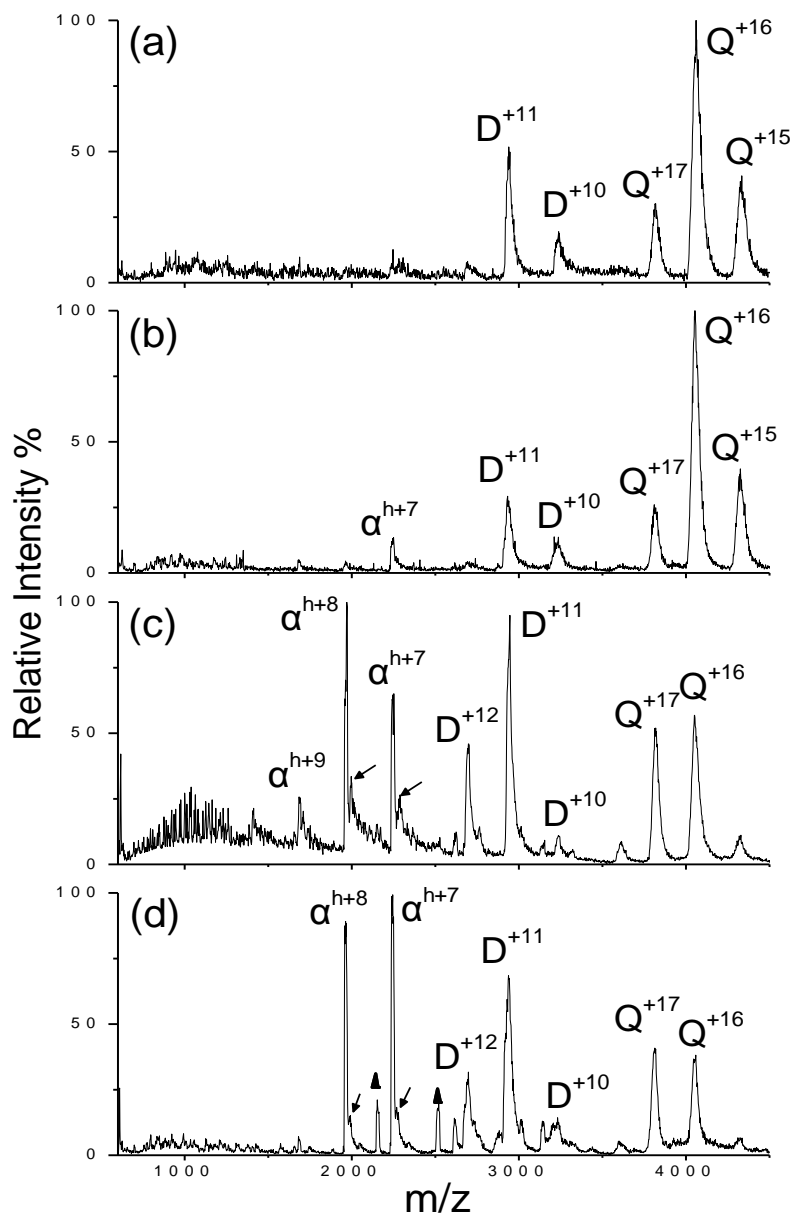 (a)
100
50
0
D+11
D+10
Q+17
Q+16
Q+15
(b)
100
50
0
αh+7
D+11
D+10
Q+17
Q+16
Q+15
(c)
100
50
0
αh+9
αh+8
αh+7
D+12
D+11
D+10
Q+17
Q+16
(d)
100
50
0
αh+8
αh+7
D+12
D+11
D+10
Q+17
Q+16
1000 2000 3000 4000
m/z
Relative Intensity %